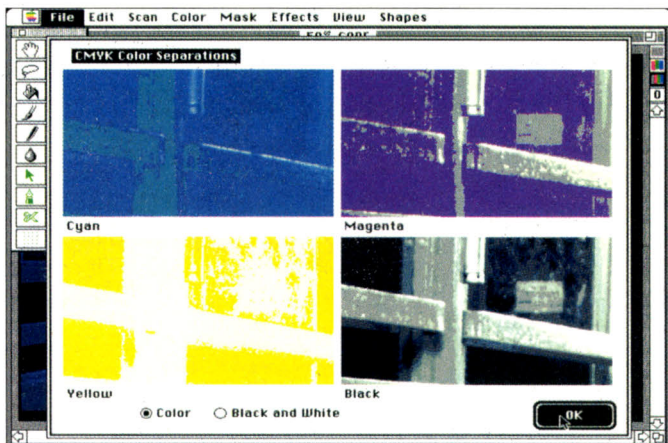 File Edit Scan Color Mask Effects View Shapes
CMYK Color Separations
0
Cyan Magenta
Yellow Black
Color Black and White
OK